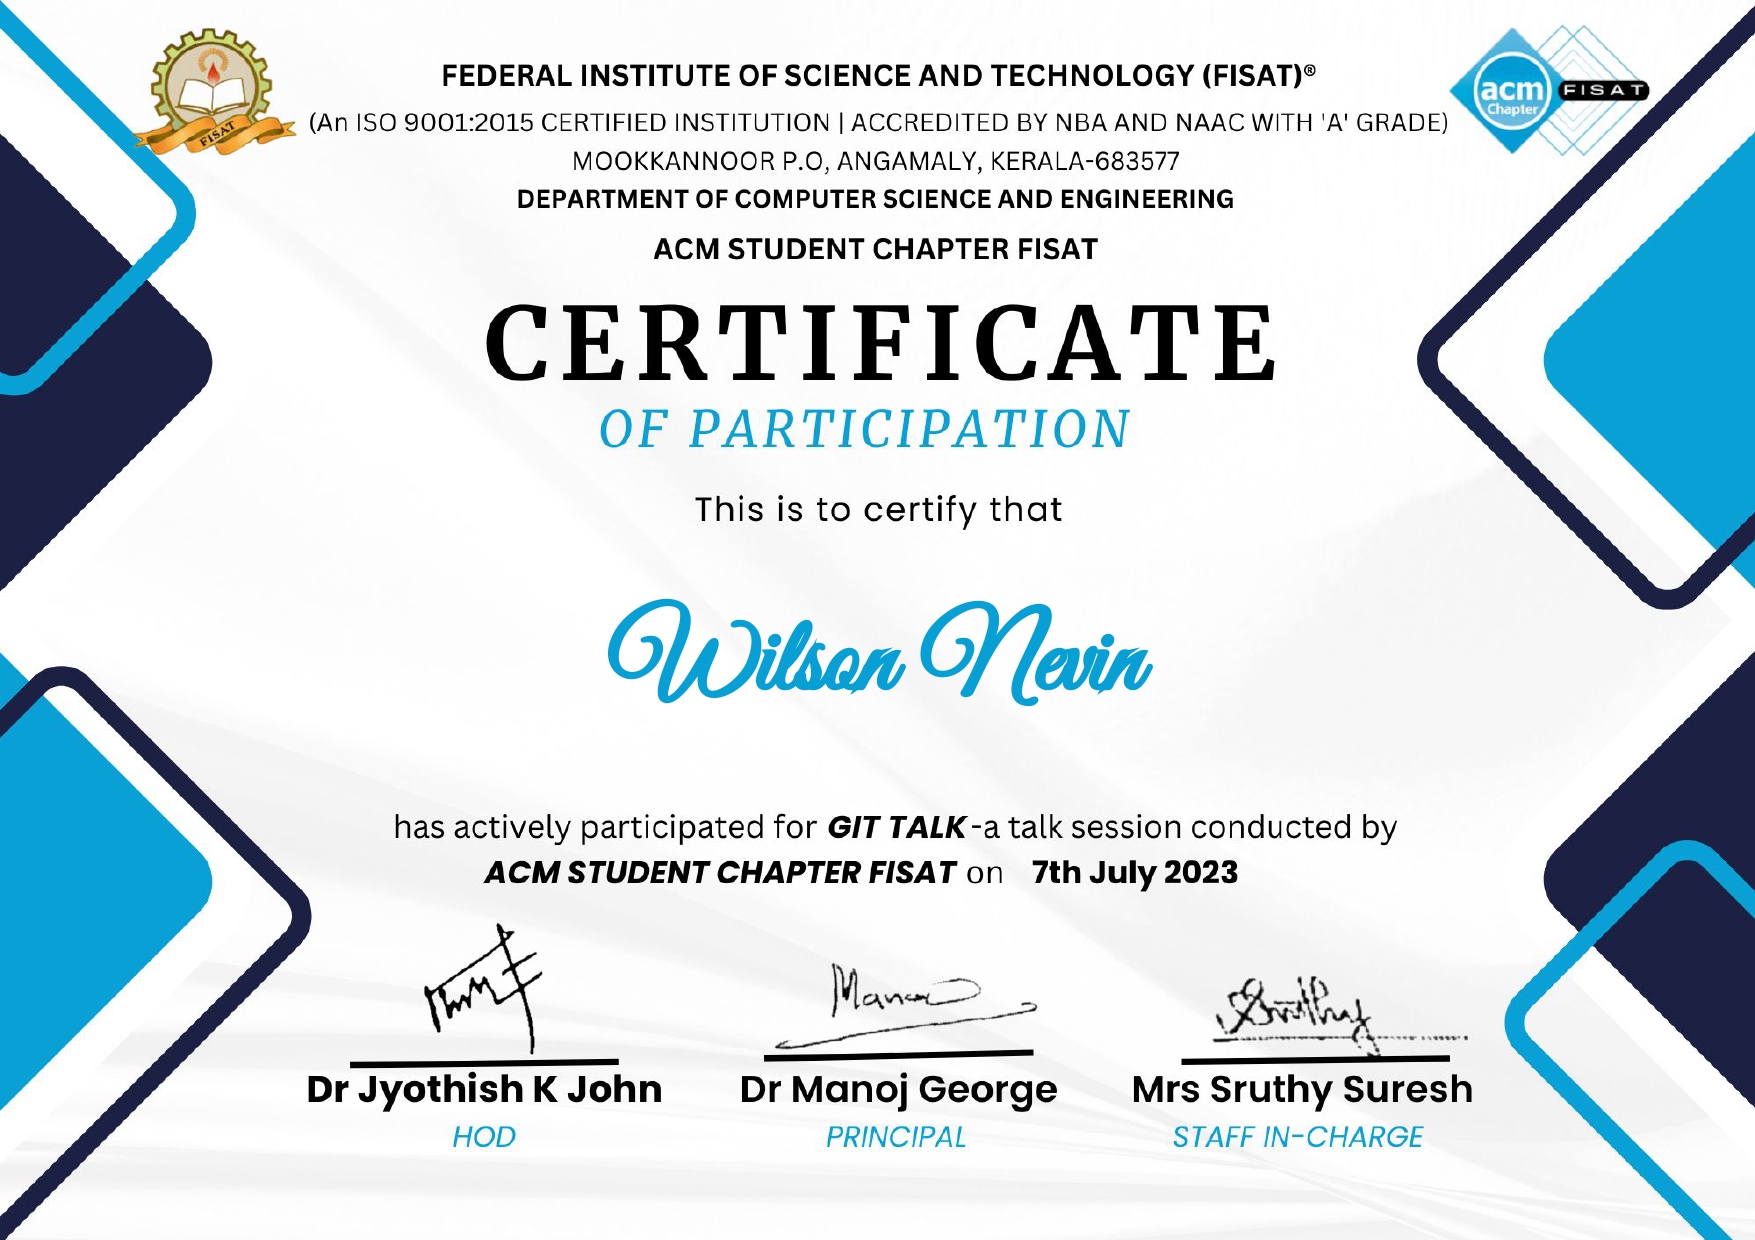 FEDERAL INSTITUTE OF SCIENCE AND TECHNOLOGY (FISAT)®
(An ISO 9001:2015 CERTIFIED INSTITUTION | ACCREDITED BY NBA AND NAAC WITH 'A' GRADE)
MOOKKANNOOR P.O, ANGAMALY, KERALA-683577
DEPARTMENT OF COMPUTER SCIENCE AND ENGINEERING
ACM STUDENT CHAPTER FISAT
FISAT
acm
Chapter
FISAT
CERTIFICATE
OF PARTICIPATION
This is to certify that
Wilson Nevin
has actively participated for GIT TALK -a talk session conducted by
ACM STUDENT CHAPTER FISAT on 7th July 2023
Dr Jyothish K John Dr Manoj George Mrs Sruthy Suresh
HOD PRINCIPAL STAFF IN-CHARGE